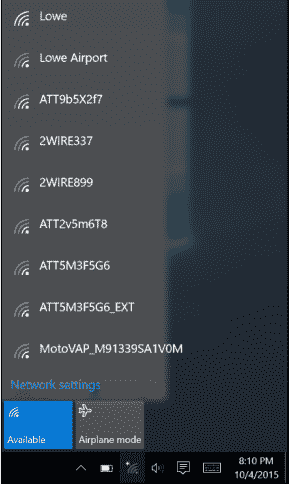 Lowe
Lowe Airport
ATT9b5X2f7
2WIRE337
2WIRE899
ATT2v5m6T8
ATT5M3F5G6
ATT5M3F5G6_EXT
MotoVAP_M91339SA1V0M
Network settings
Available
Airplane mode
8:10 PM
10/4/2015